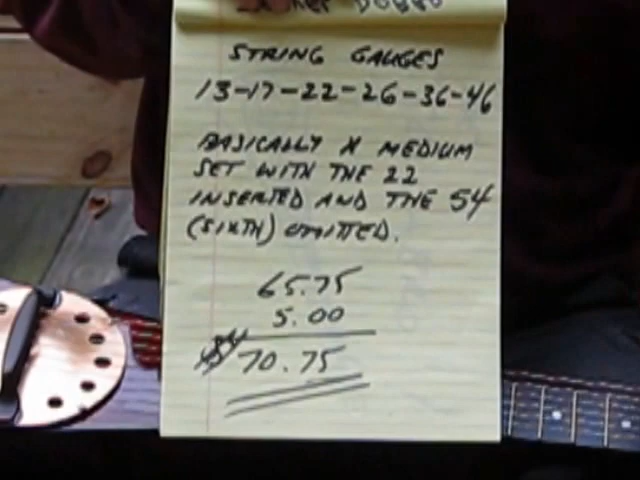 STRING GAUGES
13-17-22-26-36-46
BASICALLY A MEDIUM
SET WITH THE 22
INSERTED AND THE 54
(SIXTH) OMITTED.
65.75
5.00
70.75